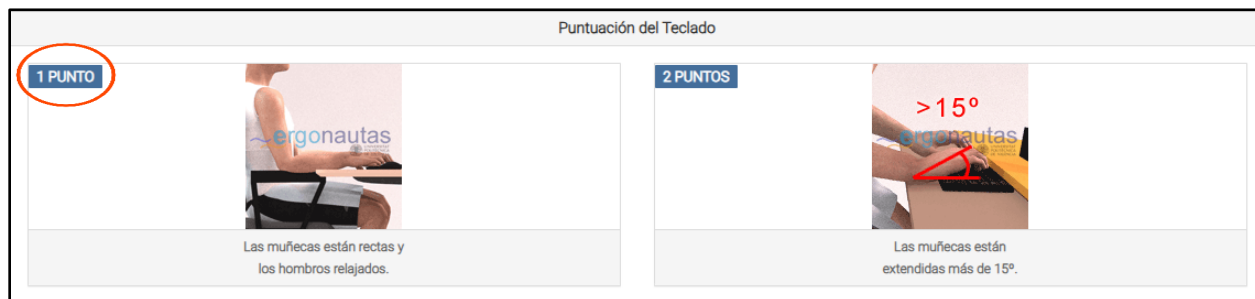 Puntuación del Teclado
1 PUNTO
ergonautas
Las muñecas están rectas y
los hombros relajados.
2 PUNTOS
>15º
ergonautas
Las muñecas están
extendidas más de 15º.